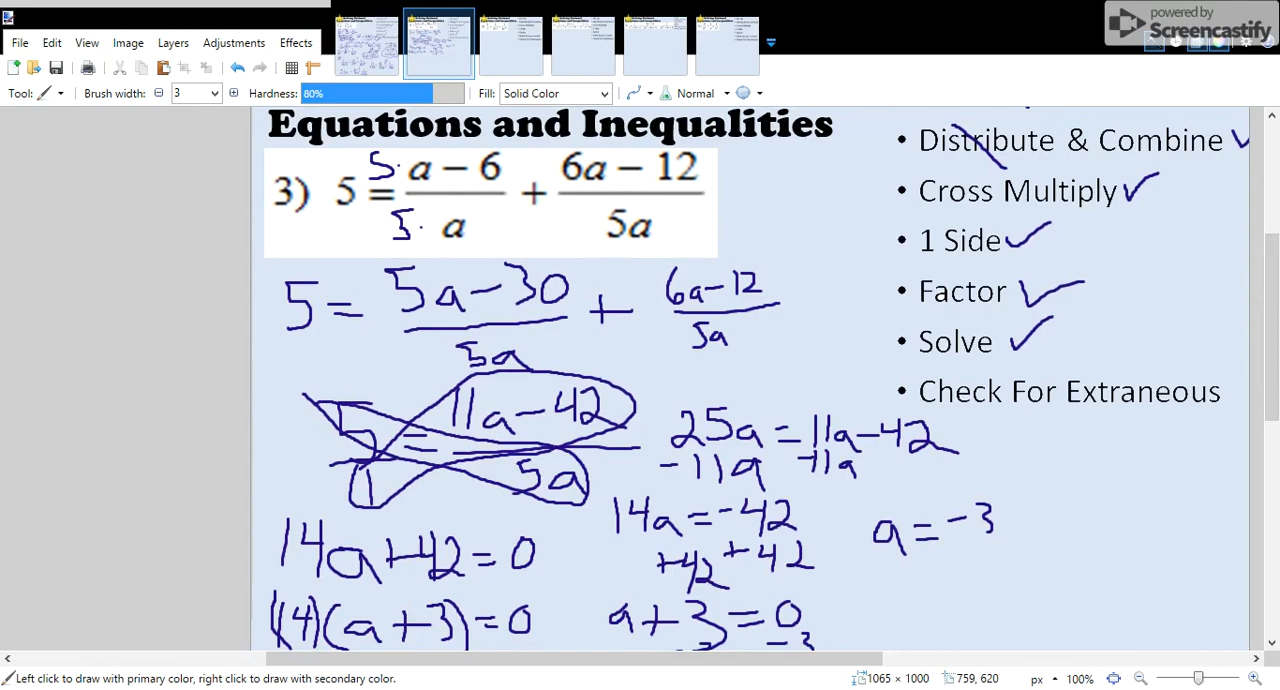 powered by
Screencastify
File Edit View Image Layers Adjustments Effects
Tool: Brush width: 3 Hardness: 80% Fill: Solid Color Normal
Equations and Inequalities
3) 5 = 5· a − 6 / 5· a + 6a − 12 / 5a
5 = 5a − 30 / 5a + 6a − 12 / 5a
5 / 1 = 11a − 42 / 5a
25a = 11a − 42
−11a −11a
14a = −42
+42 +42
a = −3
14a + 42 = 0
(14)(a + 3) = 0
a + 3 = 0
− 3
• Distribute & Combine
• Cross Multiply
• 1 Side
• Factor
• Solve
• Check For Extraneous
Left click to draw with primary color, right click to draw with secondary color. 1065 × 1000 759, 620 px 100%